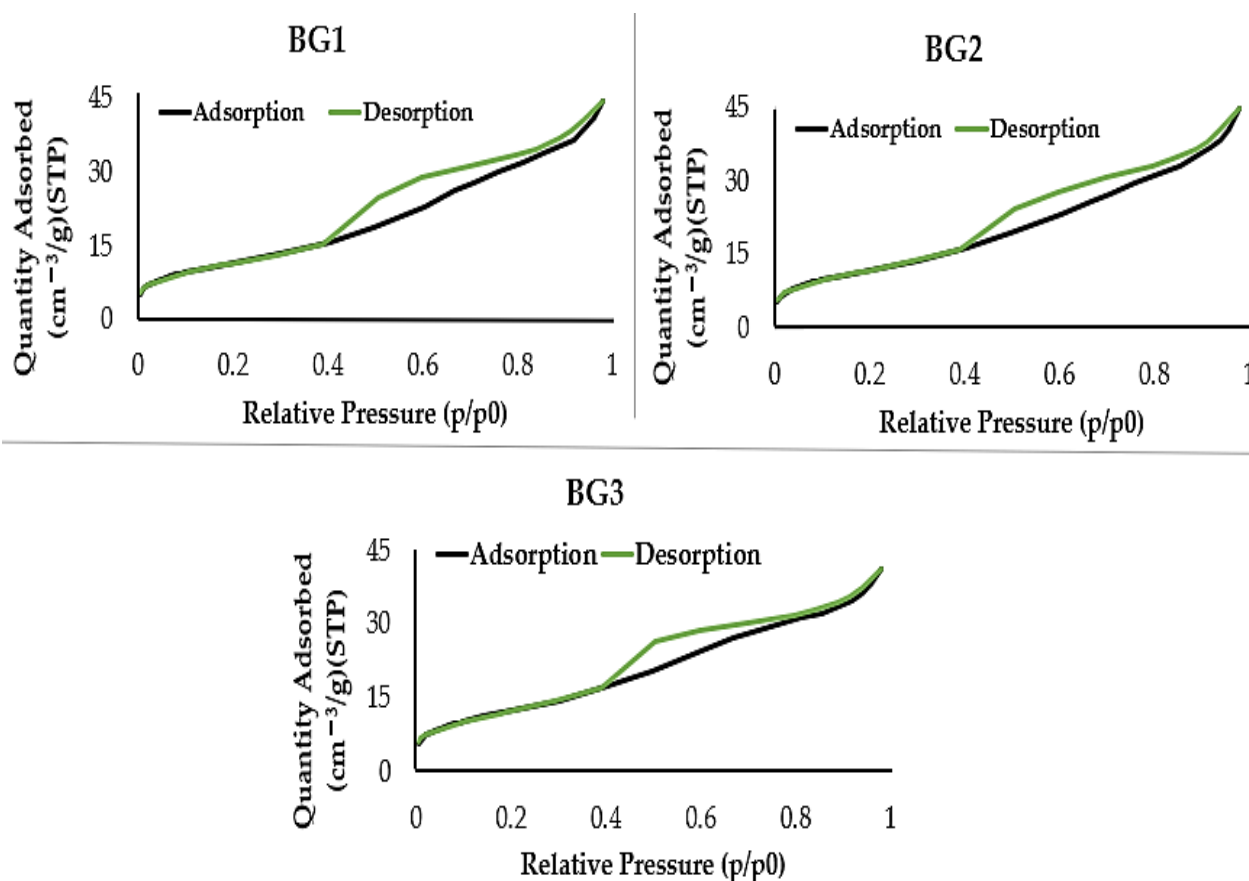 BG1
Quantity Adsorbed
(cm⁻³/g)(STP)
45
30
15
0
Adsorption
Desorption
0 0.2 0.4 0.6 0.8 1
Relative Pressure (p/p0)
BG2
Quantity Adsorbed
(cm⁻³/g)(STP)
45
30
15
0
Adsorption
Desorption
0 0.2 0.4 0.6 0.8 1
Relative Pressure (p/p0)
BG3
Quantity Adsorbed
(cm⁻³/g)(STP)
45
30
15
0
Adsorption
Desorption
0 0.2 0.4 0.6 0.8 1
Relative Pressure (p/p0)